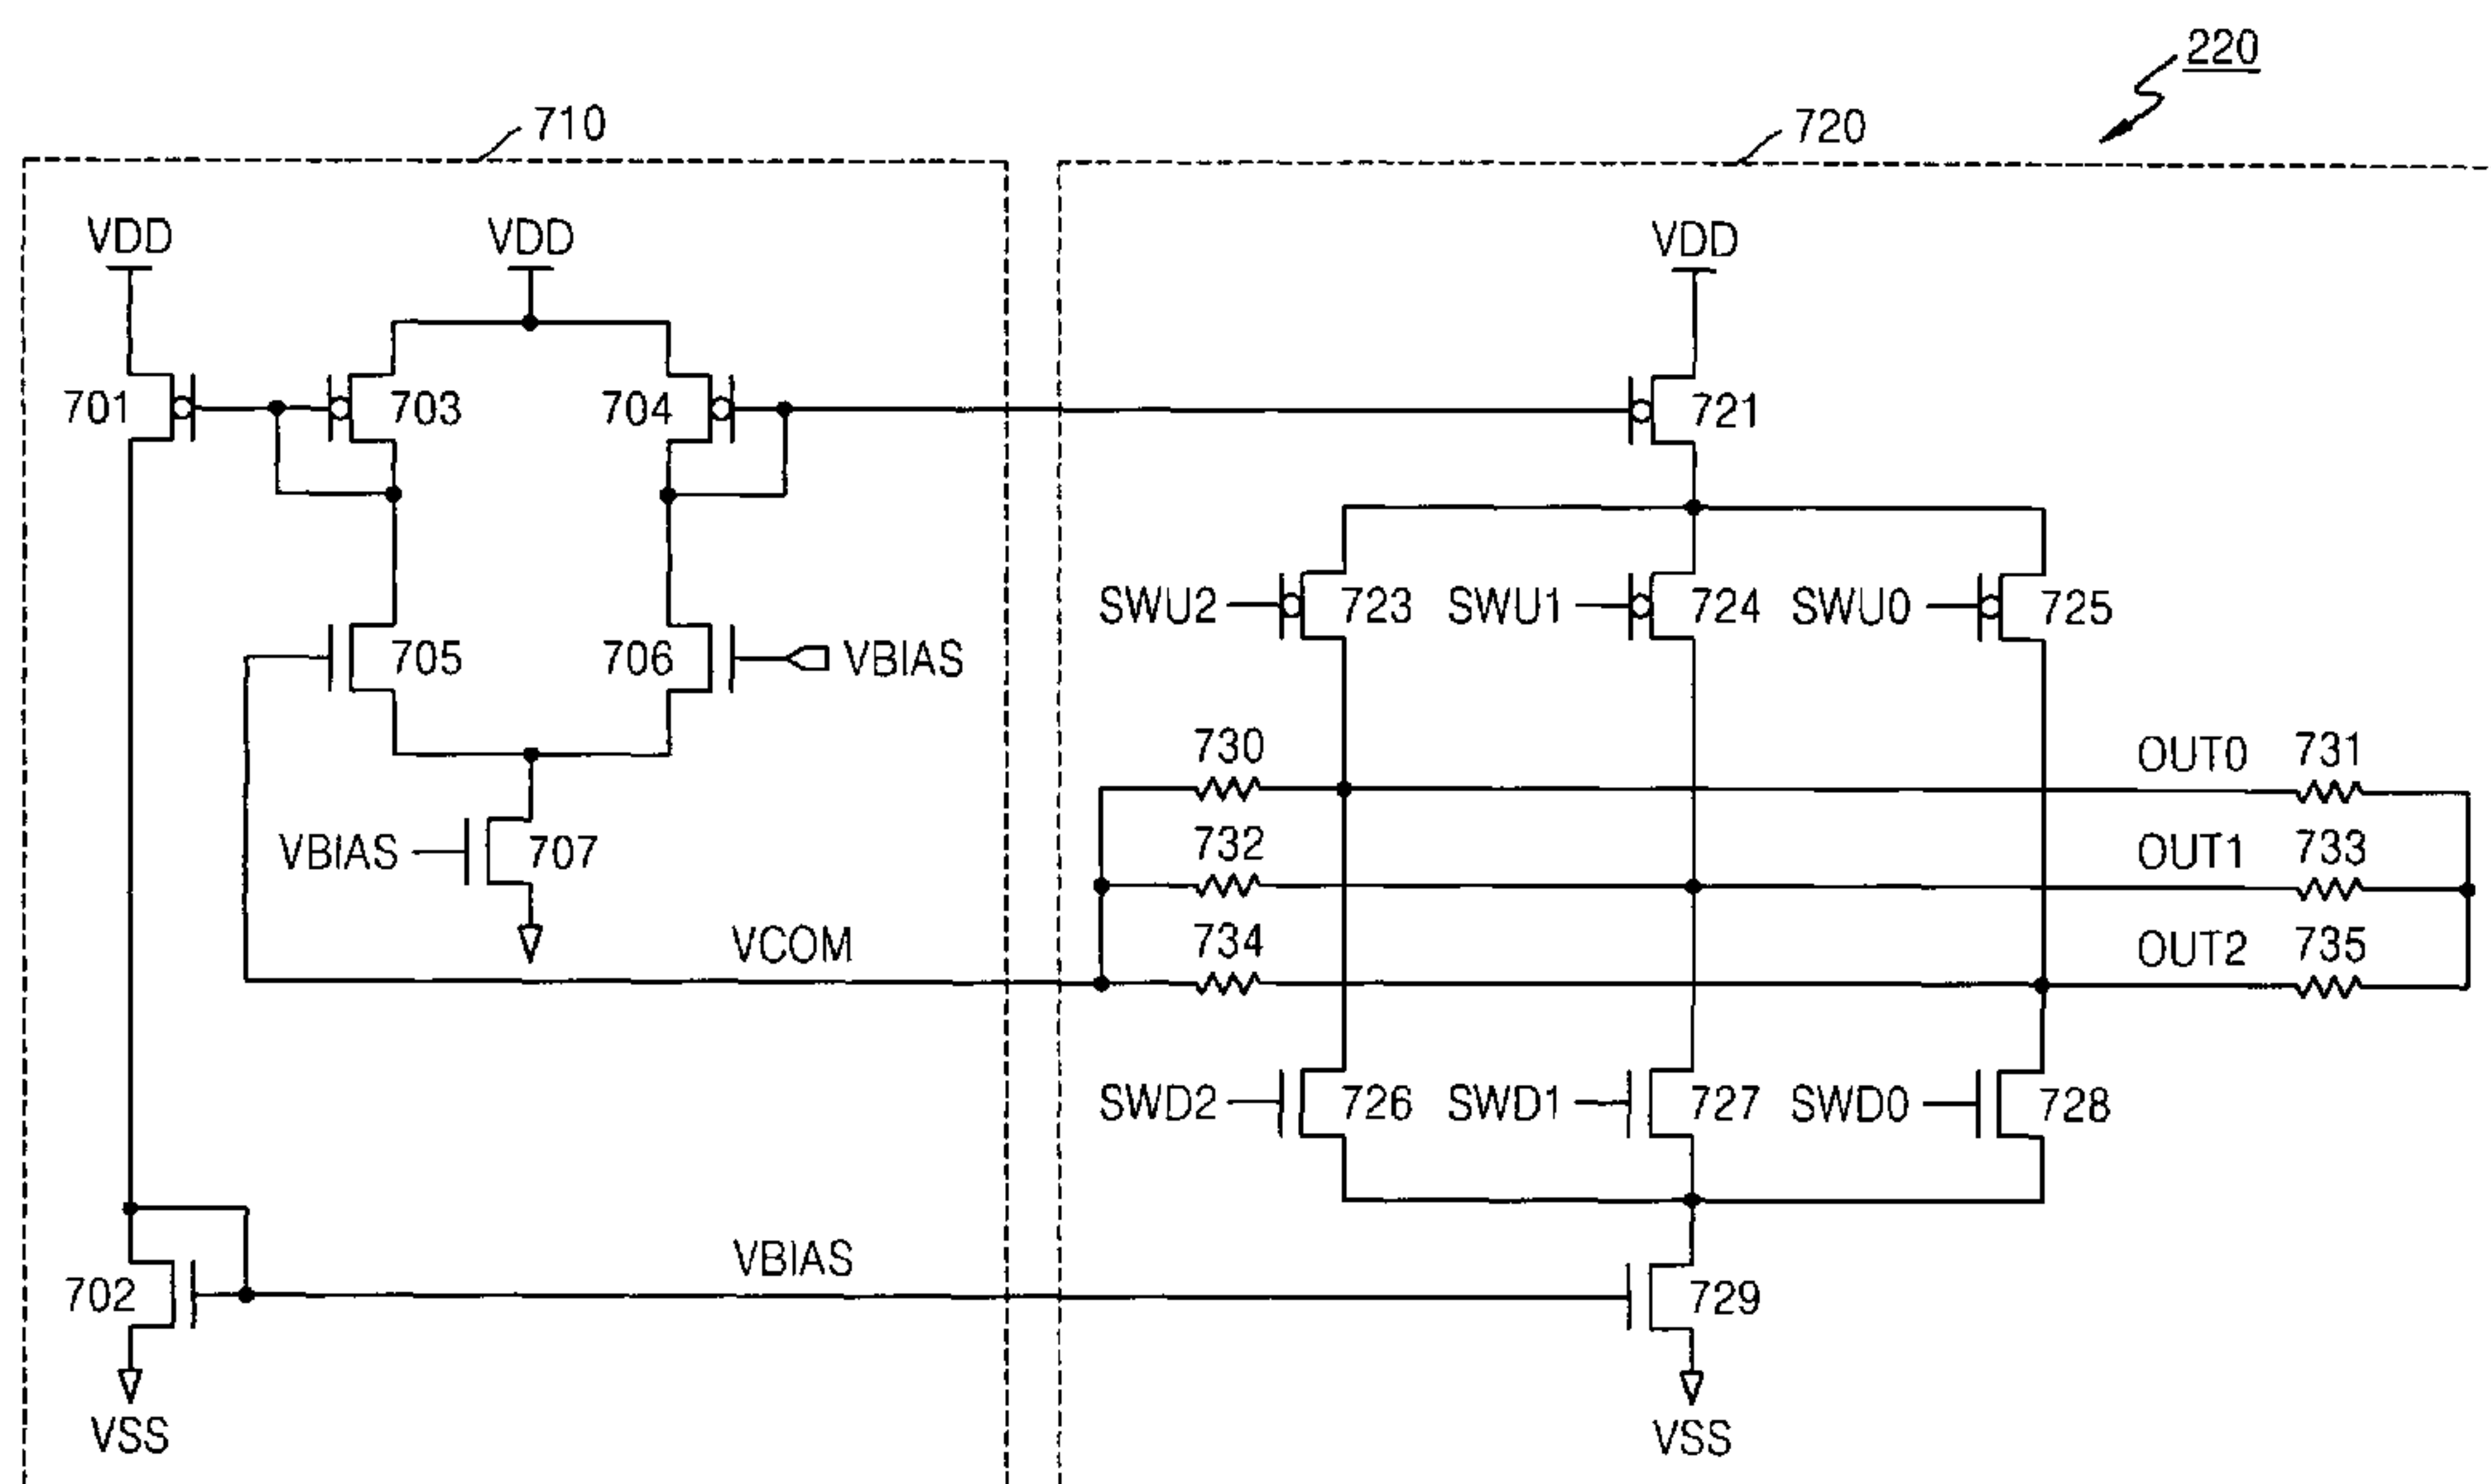 220
710
720
VDD
VDD
VDD
701
703
704
721
SWU2
723
SWU1
724
SWU0
725
705
706
VBIAS
730
OUT0
731
VBIAS
707
732
OUT1
733
VCOM
734
OUT2
735
SWD2
726
SWD1
727
SWD0
728
VBIAS
702
729
VSS
VSS